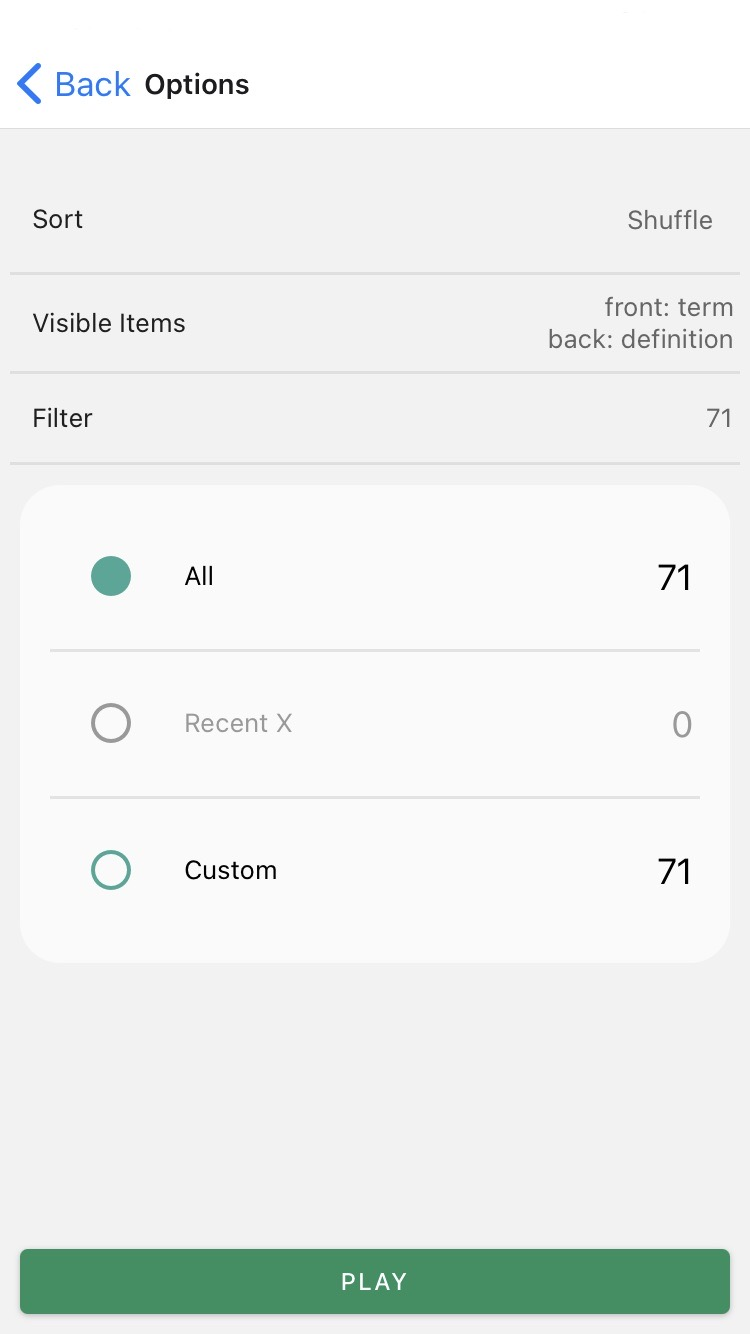 Back Options
Sort Shuffle
Visible Items front: term
back: definition
Filter 71
All 71
Recent X 0
Custom 71
PLAY